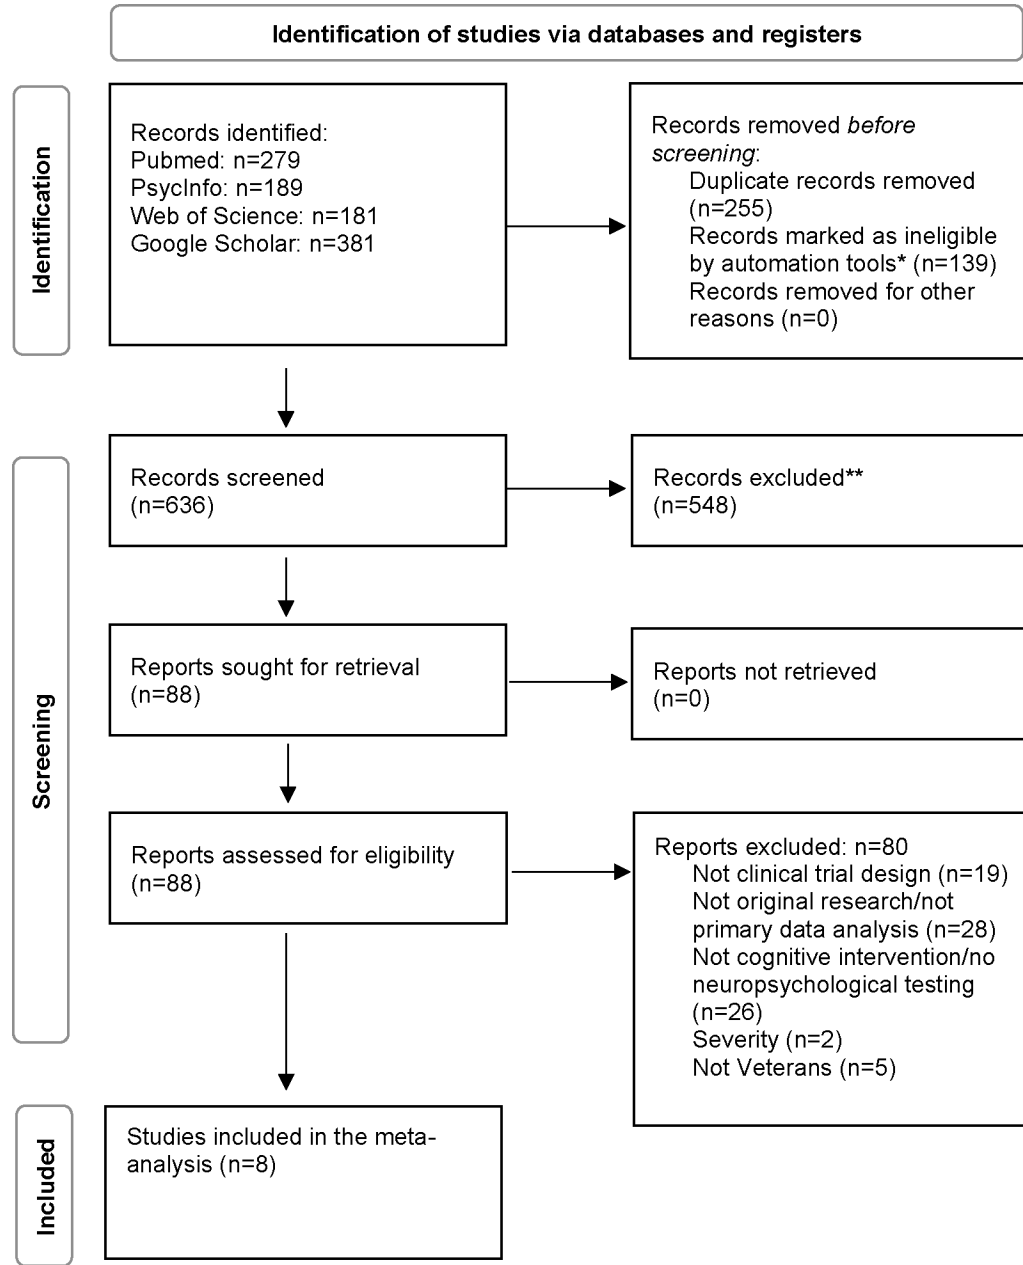 Identification of studies via databases and registers
Identification
Records identified:
Pubmed: n=279
PsycInfo: n=189
Web of Science: n=181
Google Scholar: n=381
Records removed before
screening:
Duplicate records removed
(n=255)
Records marked as ineligible
by automation tools* (n=139)
Records removed for other
reasons (n=0)
Screening
Records screened
(n=636)
Records excluded**
(n=548)
Reports sought for retrieval
(n=88)
Reports not retrieved
(n=0)
Reports assessed for eligibility
(n=88)
Reports excluded: n=80
Not clinical trial design (n=19)
Not original research/not
primary data analysis (n=28)
Not cognitive intervention/no
neuropsychological testing
(n=26)
Severity (n=2)
Not Veterans (n=5)
Included
Studies included in the meta-
analysis (n=8)